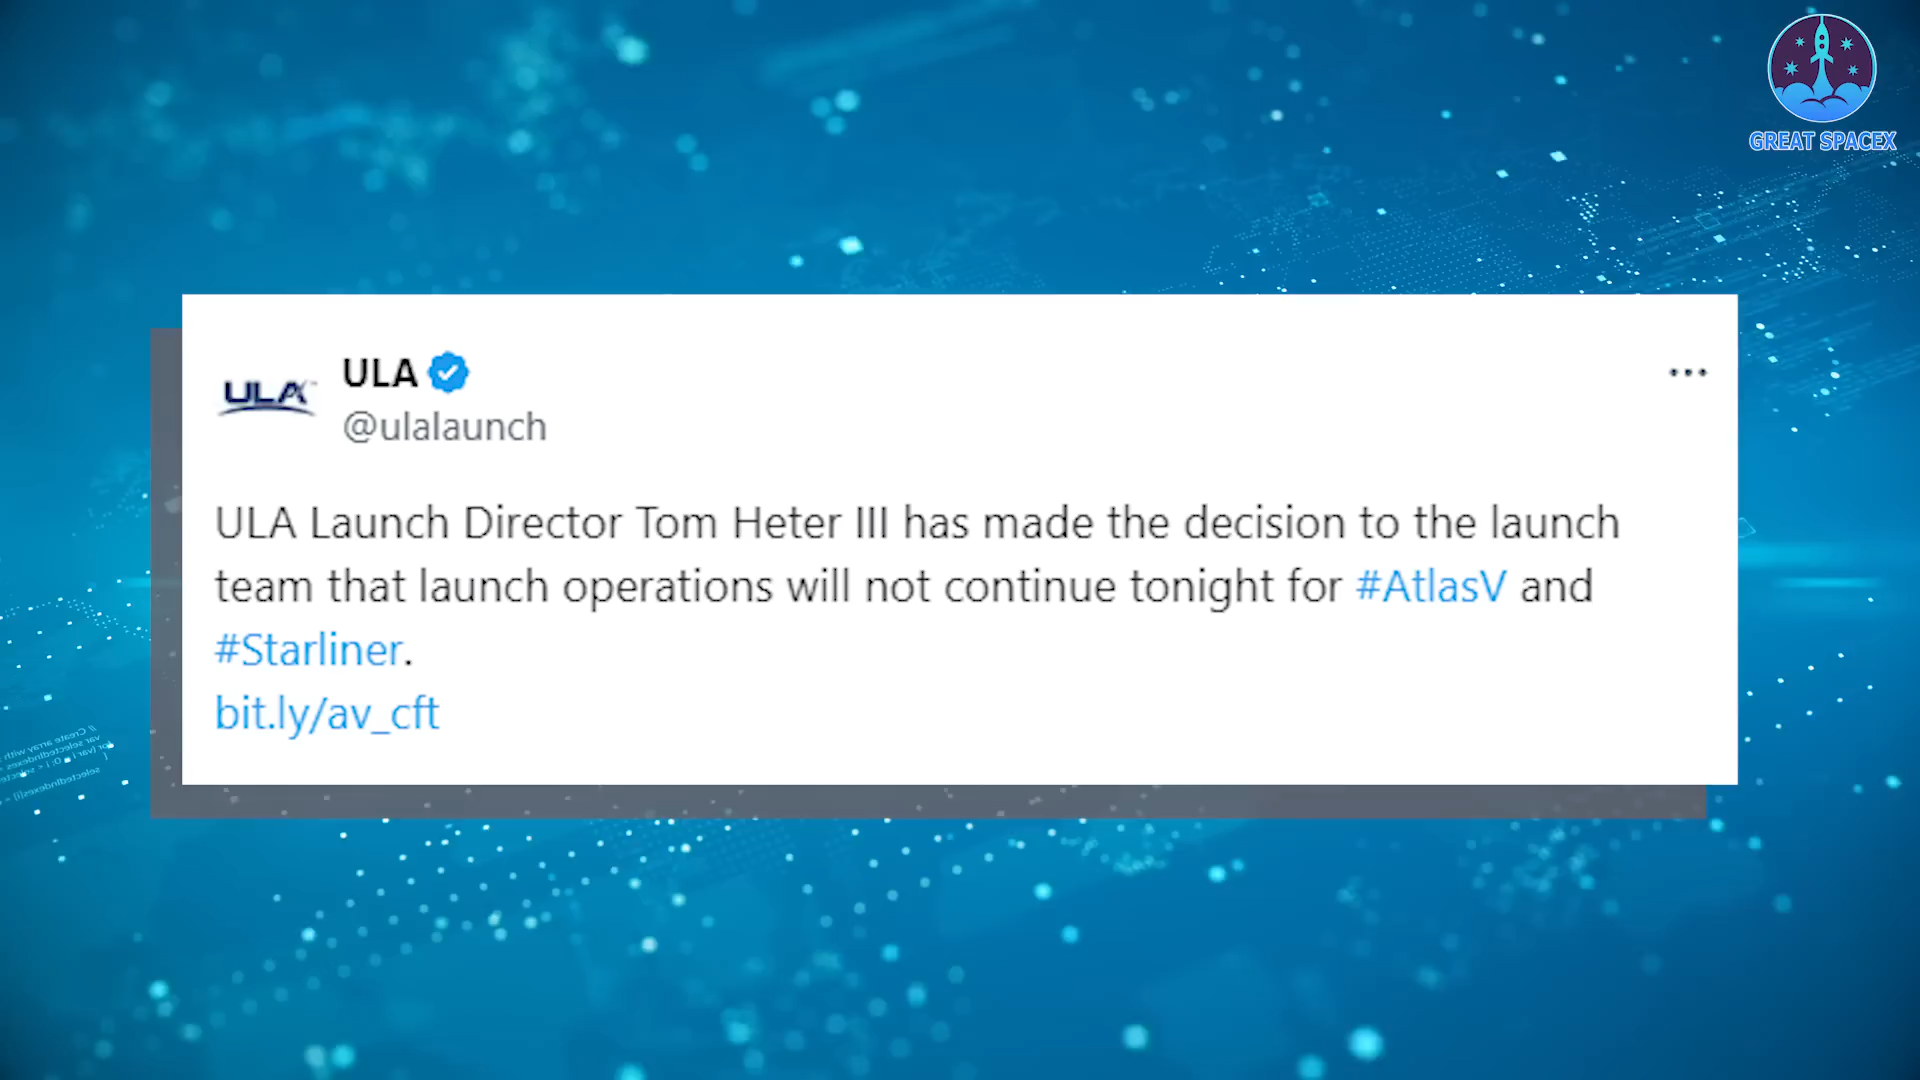 GREAT SPACEX
ULA
ULA
@ulalaunch
ULA Launch Director Tom Heter III has made the decision to the launch
team that launch operations will not continue tonight for #AtlasV and
#Starliner.
bit.ly/av_cft